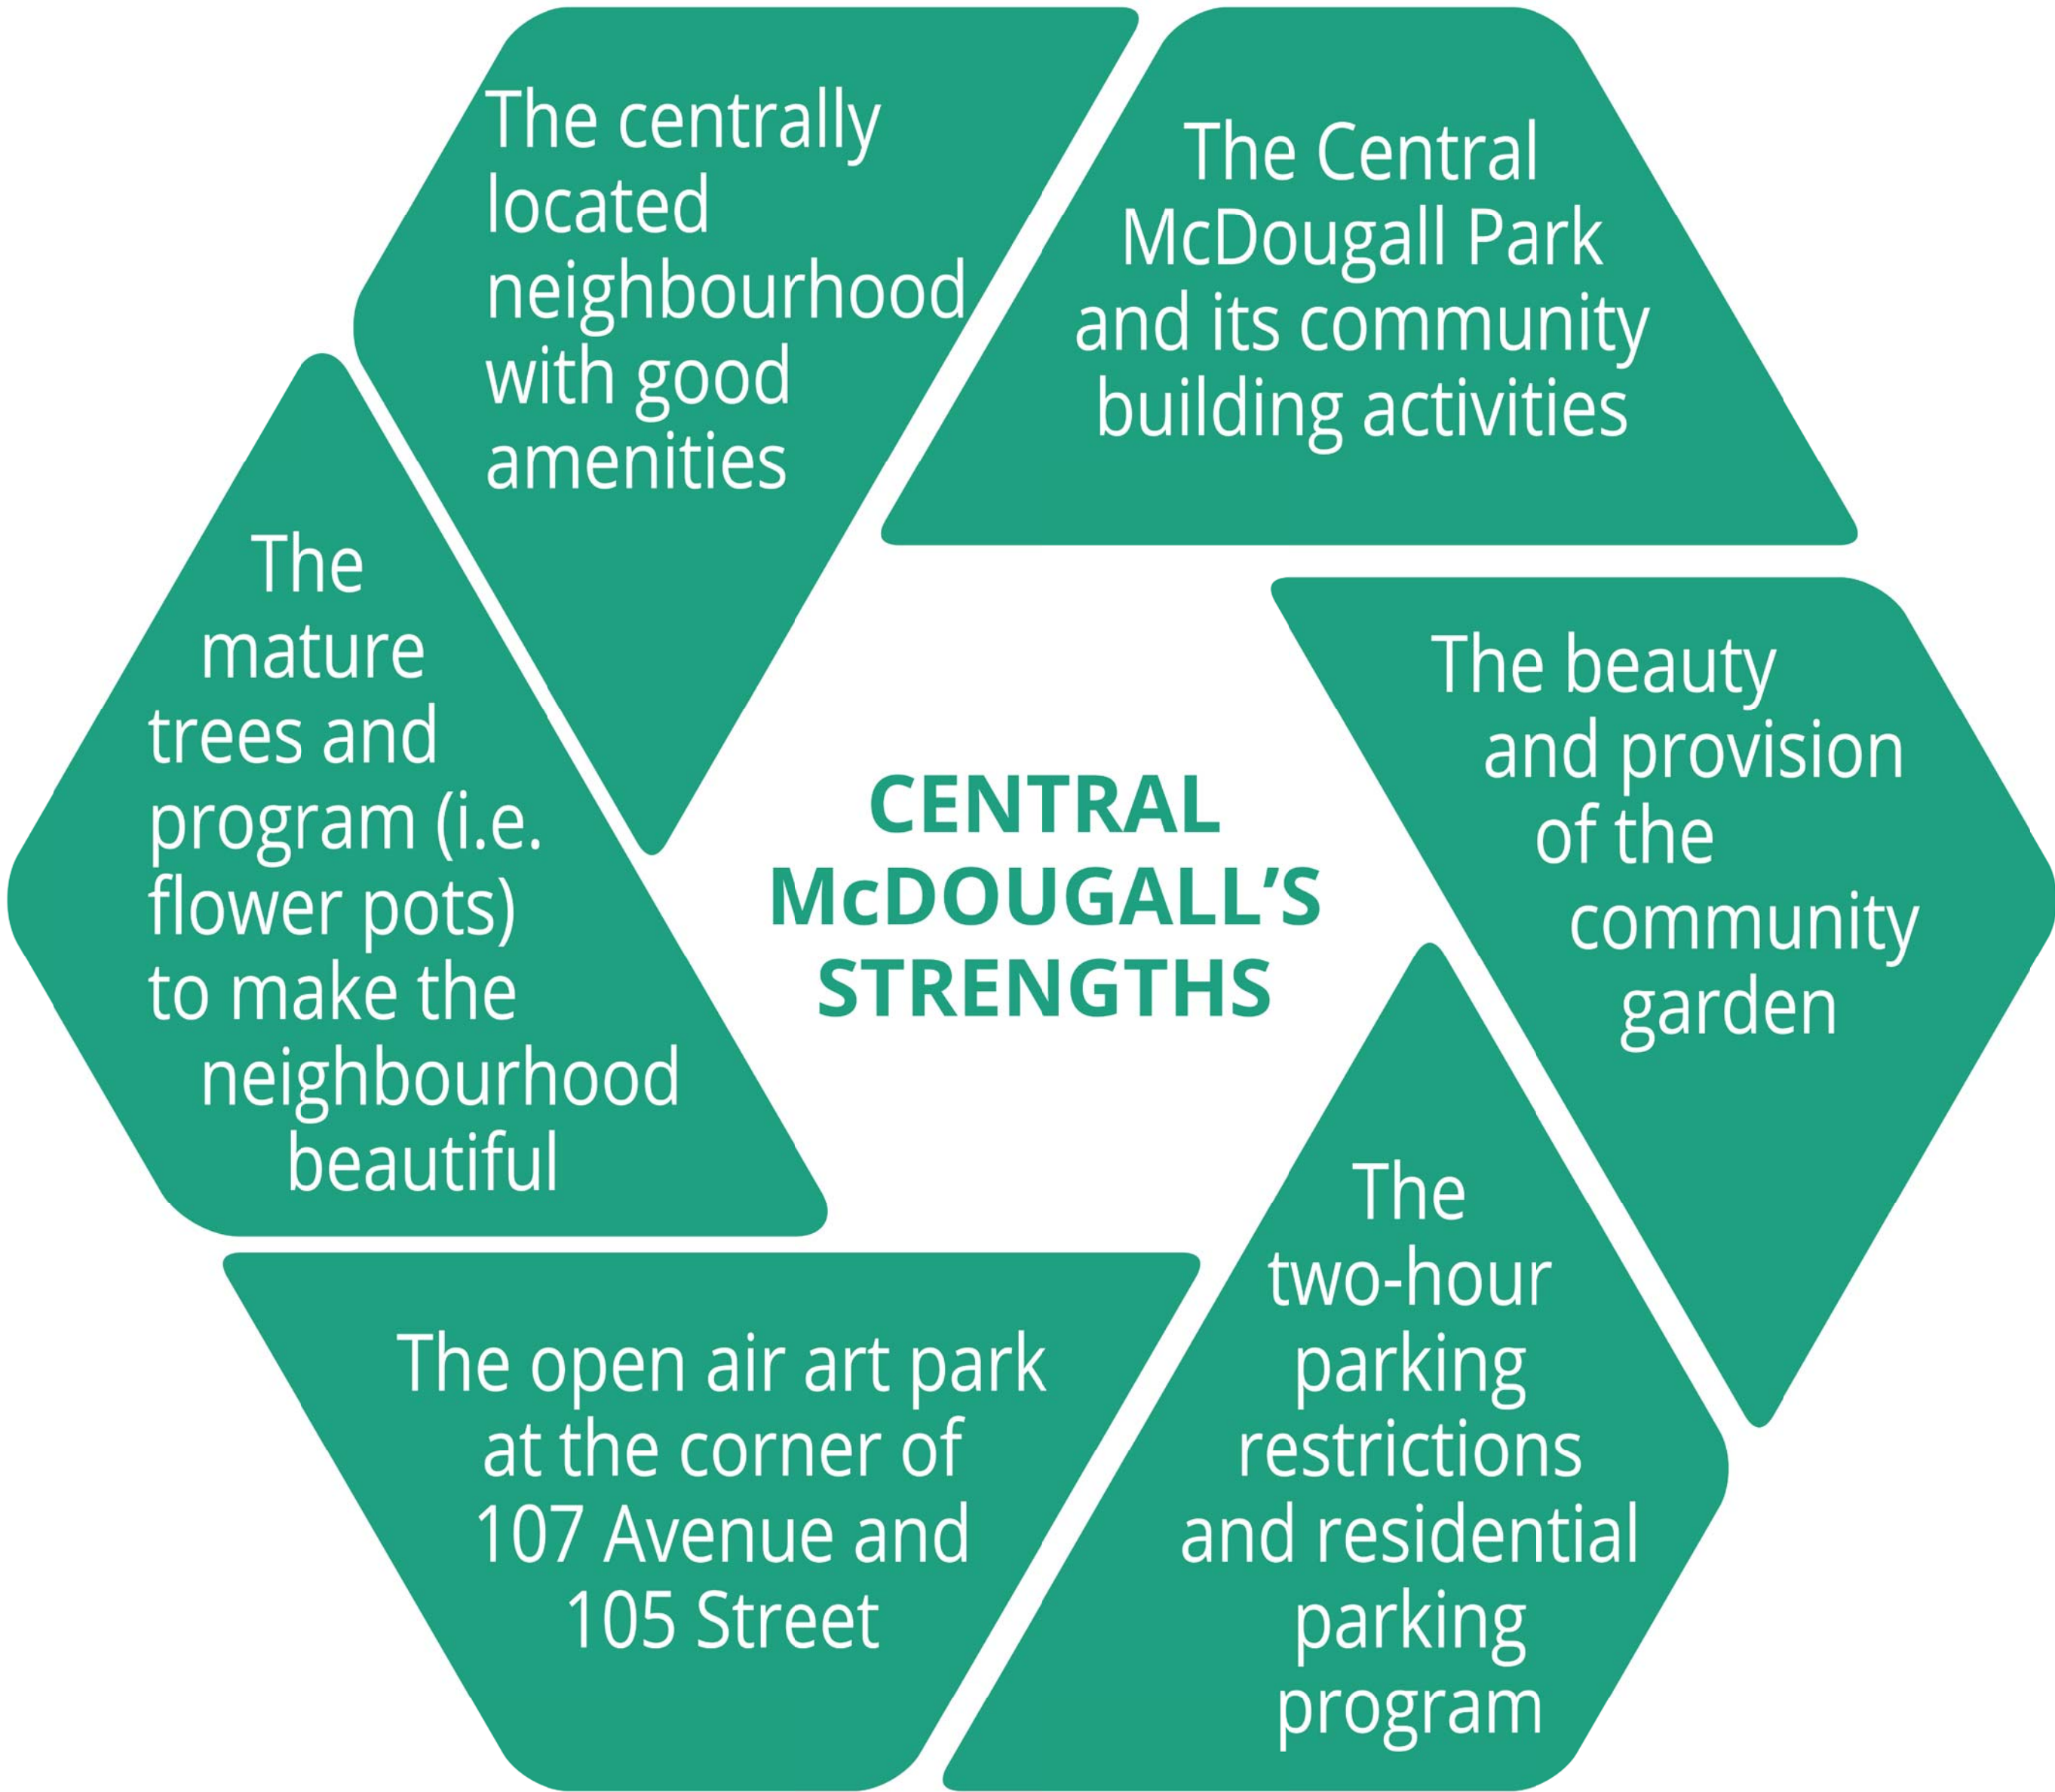 The centrally
located
neighbourhood
with good
amenities
The Central
McDougall Park
and its community
building activities
The beauty
and provision
of the
community
garden
The
two-hour
parking
restrictions
and residential
parking
program
The open air art park
at the corner of
107 Avenue and
105 Street
The
mature
trees and
program (i.e.
flower pots)
to make the
neighbourhood
beautiful
CENTRAL
McDOUGALL’S
STRENGTHS